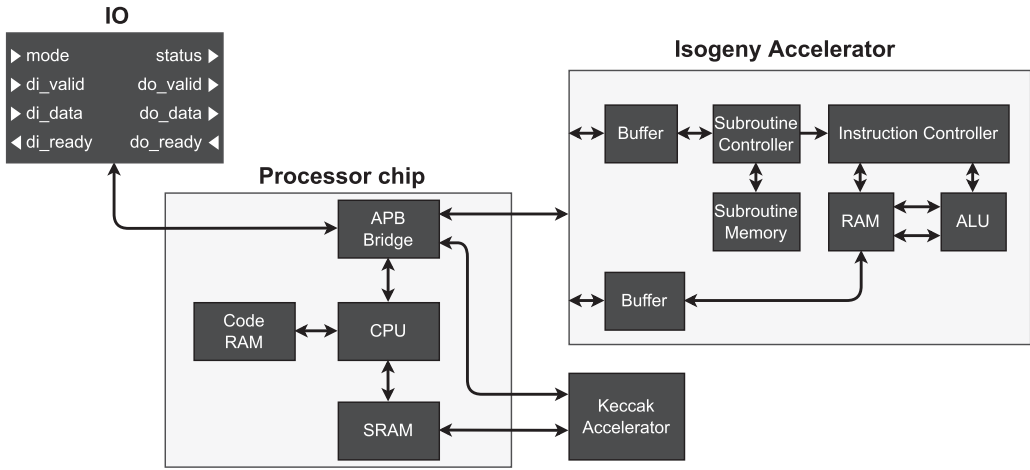 IO
mode
status
di_valid
do_valid
di_data
do_data
di_ready
do_ready
Processor chip
APB
Bridge
Code
RAM
CPU
SRAM
Isogeny Accelerator
Buffer
Subroutine
Controller
Instruction Controller
Subroutine
Memory
RAM
ALU
Buffer
Keccak
Accelerator